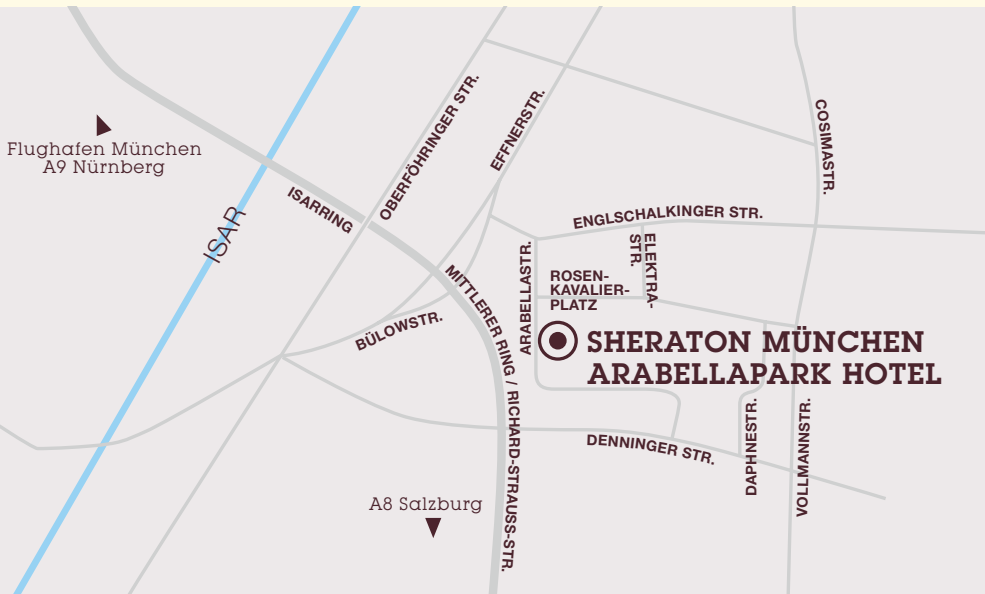 COSIMASTR.
OBERFÖHRINGER STR.
EFFNERSTR.
Flughafen München
A9 Nürnberg
ISARRING
ISAR
ENGLSCHALKINGER STR.
ELEKTRA-
STR.
ARABELLASTR.
ROSEN-
KAVALIER-
PLATZ
MITTLERER RING / RICHARD-STRAUSS-STR.
BÜLOWSTR.
SHERATON MÜNCHEN
ARABELLAPARK HOTEL
DENNINGER STR.
DAPHNESTR.
VOLLMANNSTR.
A8 Salzburg